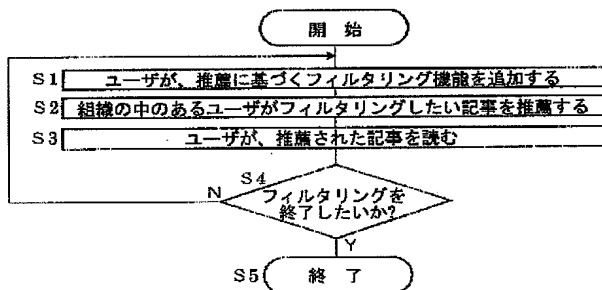 開 始
S1 ユーザが、推薦に基づくフィルタリング機能を追加する
S2 組織の中のあるユーザがフィルタリングしたい記事を推薦する
S3 ユーザが、推薦された記事を読む
S4
N
フィルタリングを
終了したいか?
Y
S5 終 了